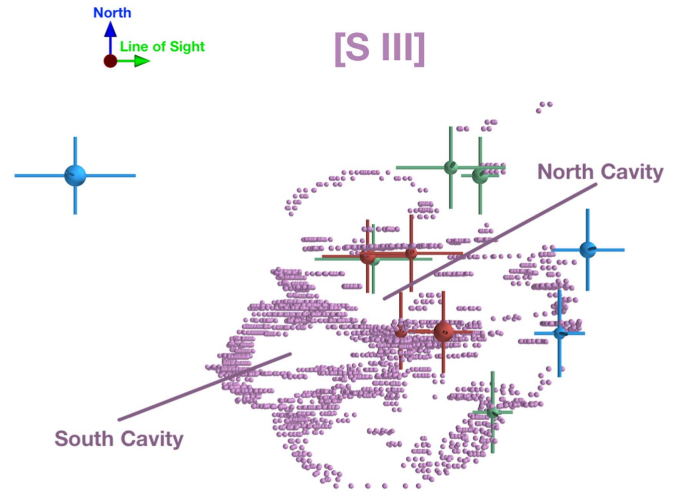 North
Line of Sight
[S III]
North Cavity
South Cavity